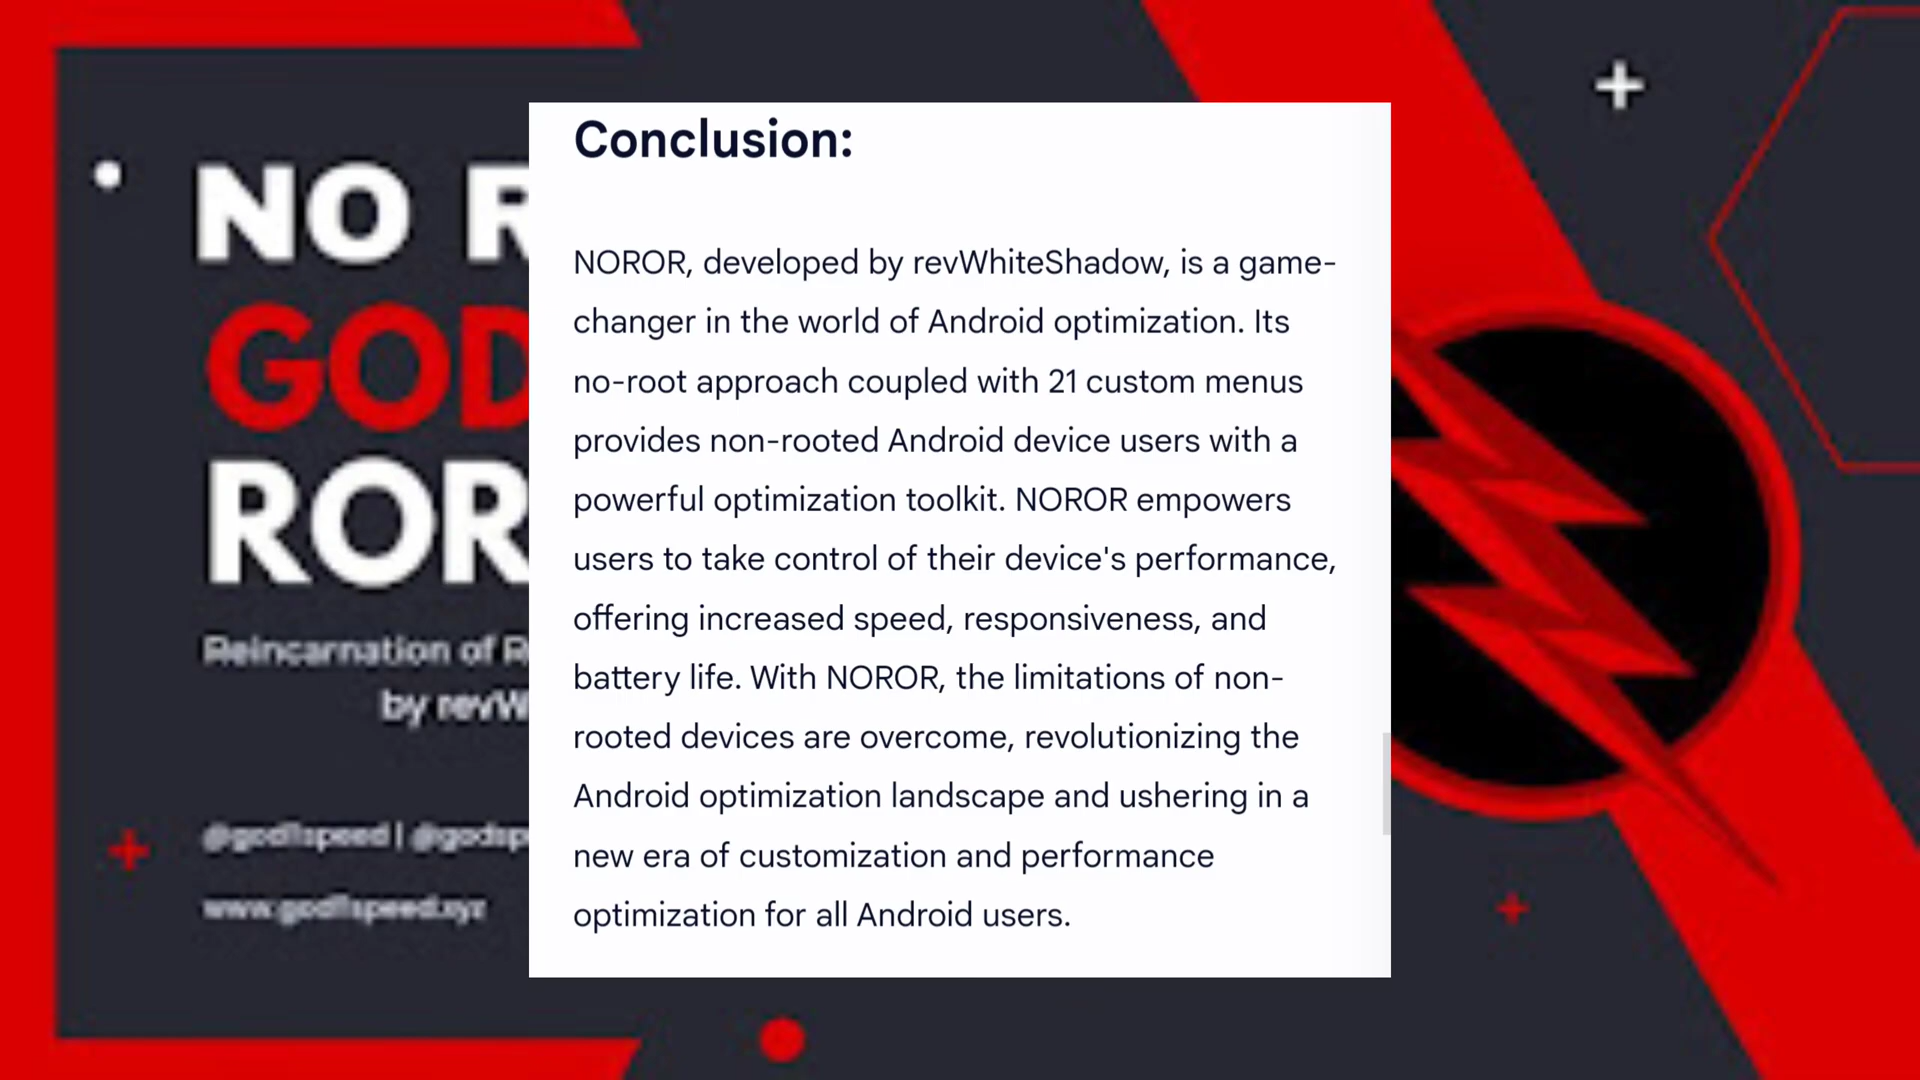 Conclusion:
NOROR, developed by revWhiteShadow, is a game-
changer in the world of Android optimization. Its
no-root approach coupled with 21 custom menus
provides non-rooted Android device users with a
powerful optimization toolkit. NOROR empowers
users to take control of their device's performance,
offering increased speed, responsiveness, and
battery life. With NOROR, the limitations of non-
rooted devices are overcome, revolutionizing the
Android optimization landscape and ushering in a
new era of customization and performance
optimization for all Android users.
NO R
GOD
ROR
Reincarnation of R
by revW